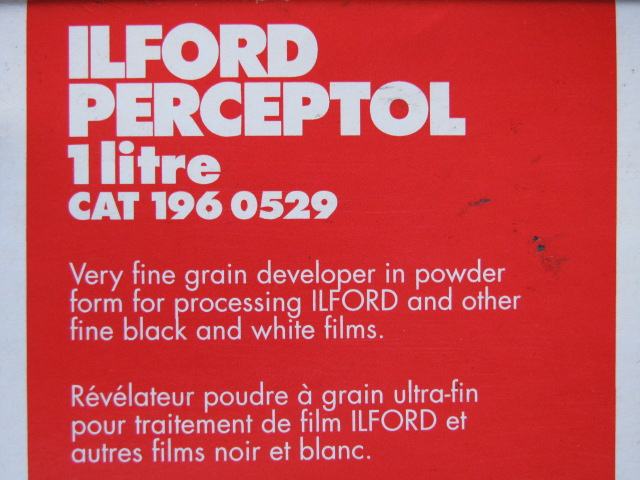 ILFORD
PERCEPTOL
1 litre
CAT 196 0529
Very fine grain developer in powder
form for processing ILFORD and other
fine black and white films.
Révélateur poudre à grain ultra-fin
pour traitement de film ILFORD et
autres films noir et blanc.